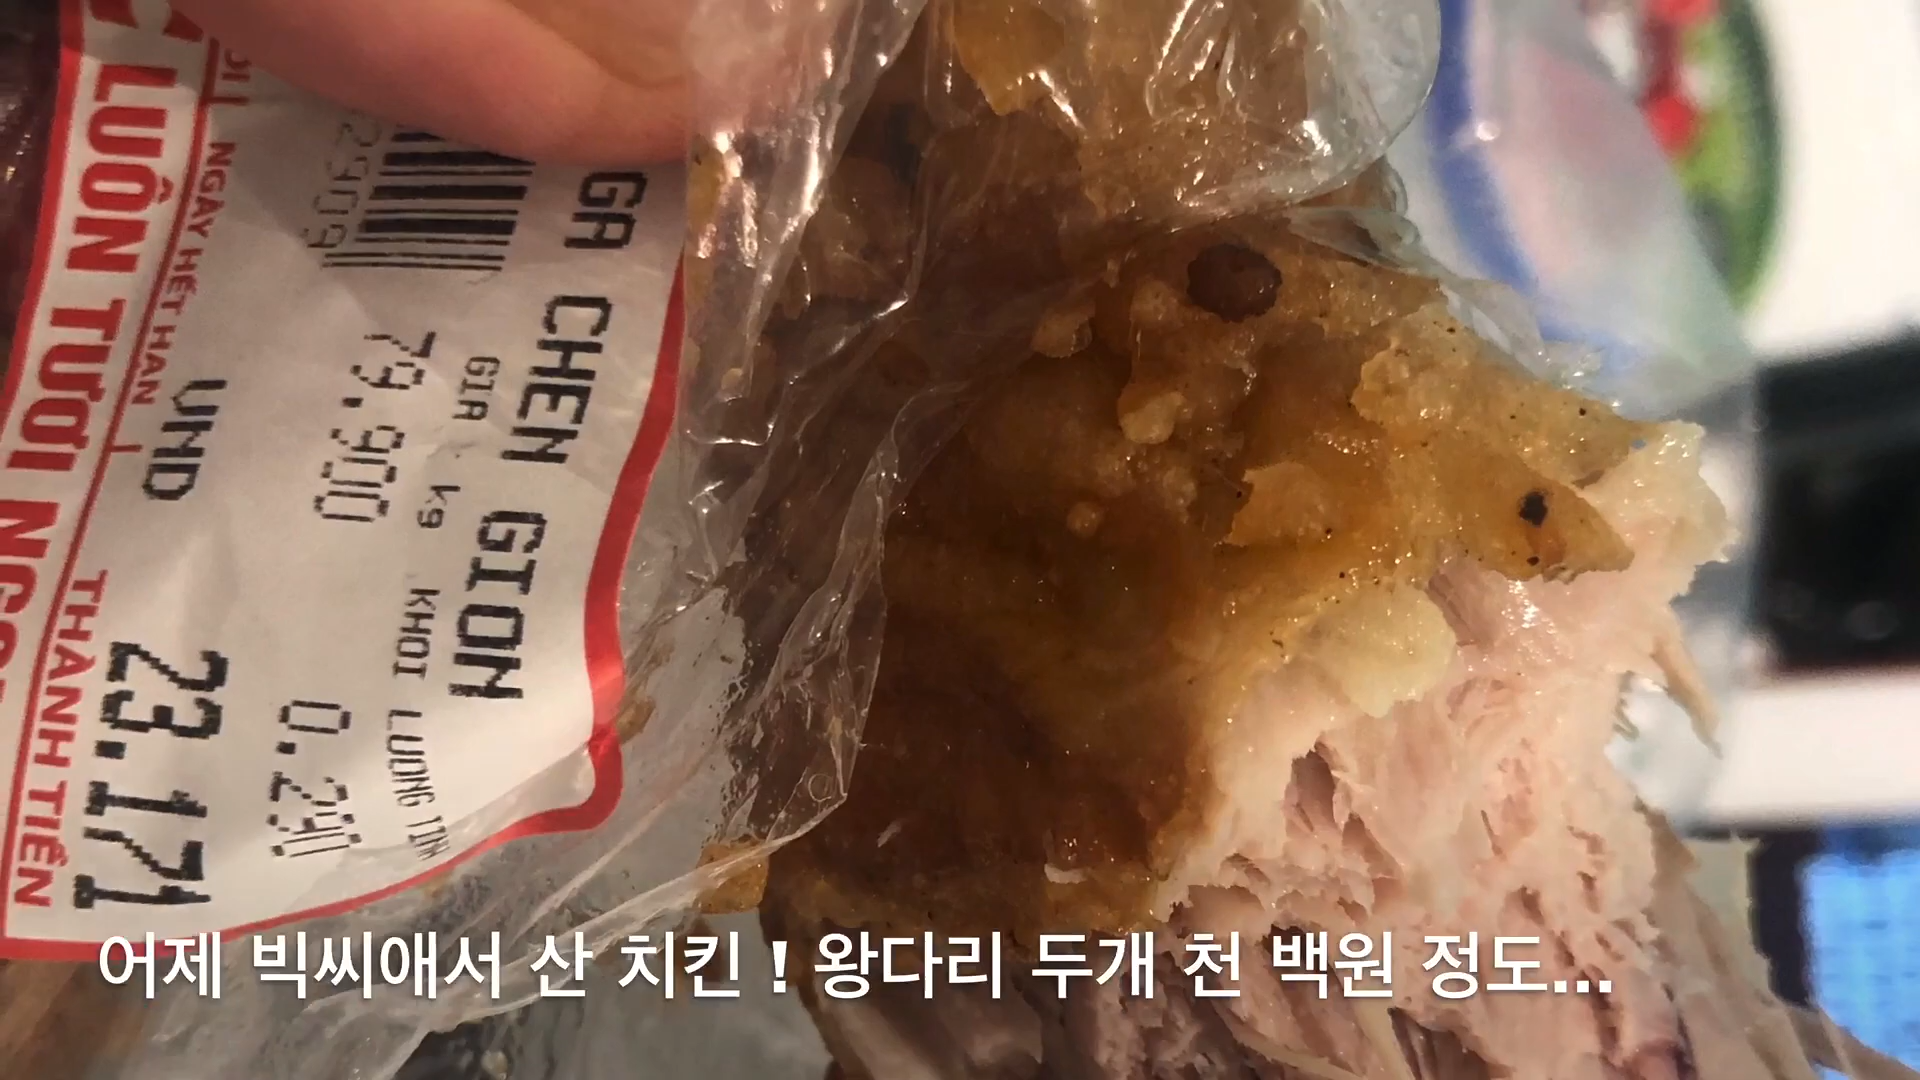 LUÔN TƯƠI NGON
NGÀY HẾT HẠN
GA CHEN GION
GIA kg KHOI LUONG TINH
79.900 0.290
VND 23.171
THÀNH TIỀN
어제 빅씨애서 산 치킨 ! 왕다리 두개 천 백원 정도...